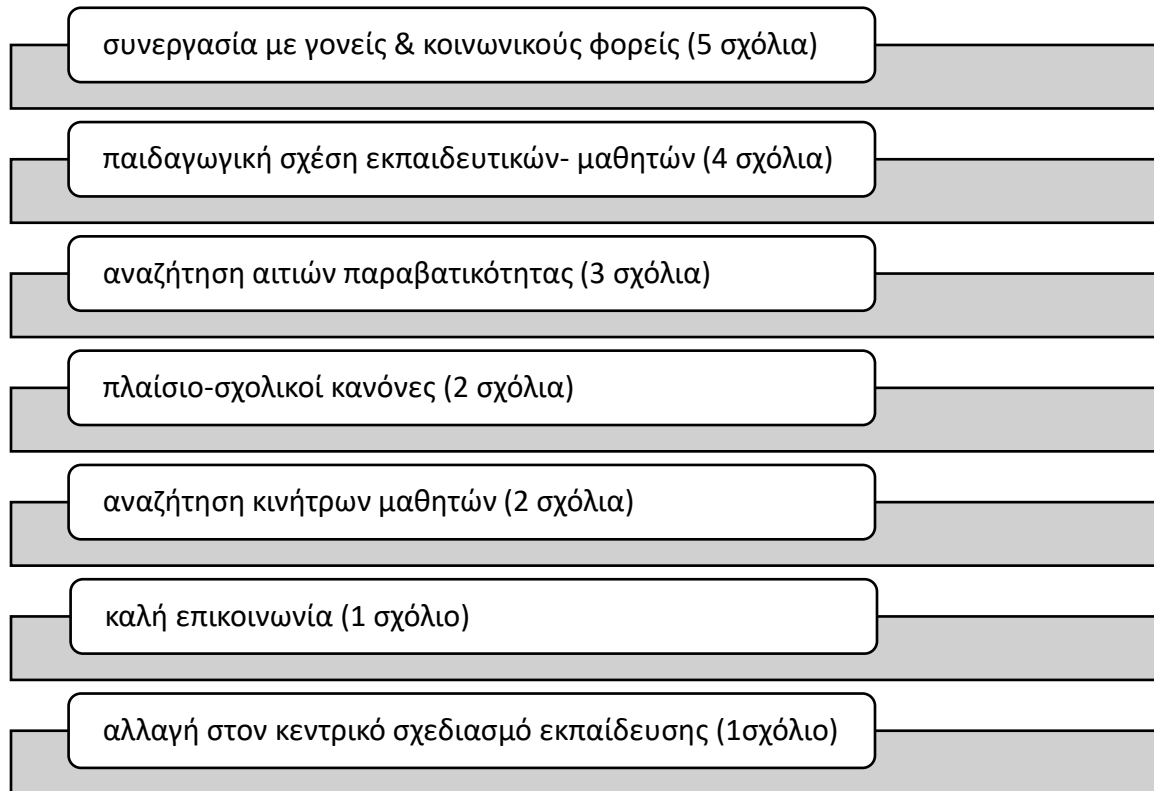 συνεργασία με γονείς & κοινωνικούς φορείς (5 σχόλια)
παιδαγωγική σχέση εκπαιδευτικών- μαθητών (4 σχόλια)
αναζήτηση αιτιών παραβατικότητας (3 σχόλια)
πλαίσιο-σχολικοί κανόνες (2 σχόλια)
αναζήτηση κινήτρων μαθητών (2 σχόλια)
καλή επικοινωνία (1 σχόλιο)
αλλαγή στον κεντρικό σχεδιασμό εκπαίδευσης (1σχόλιο)